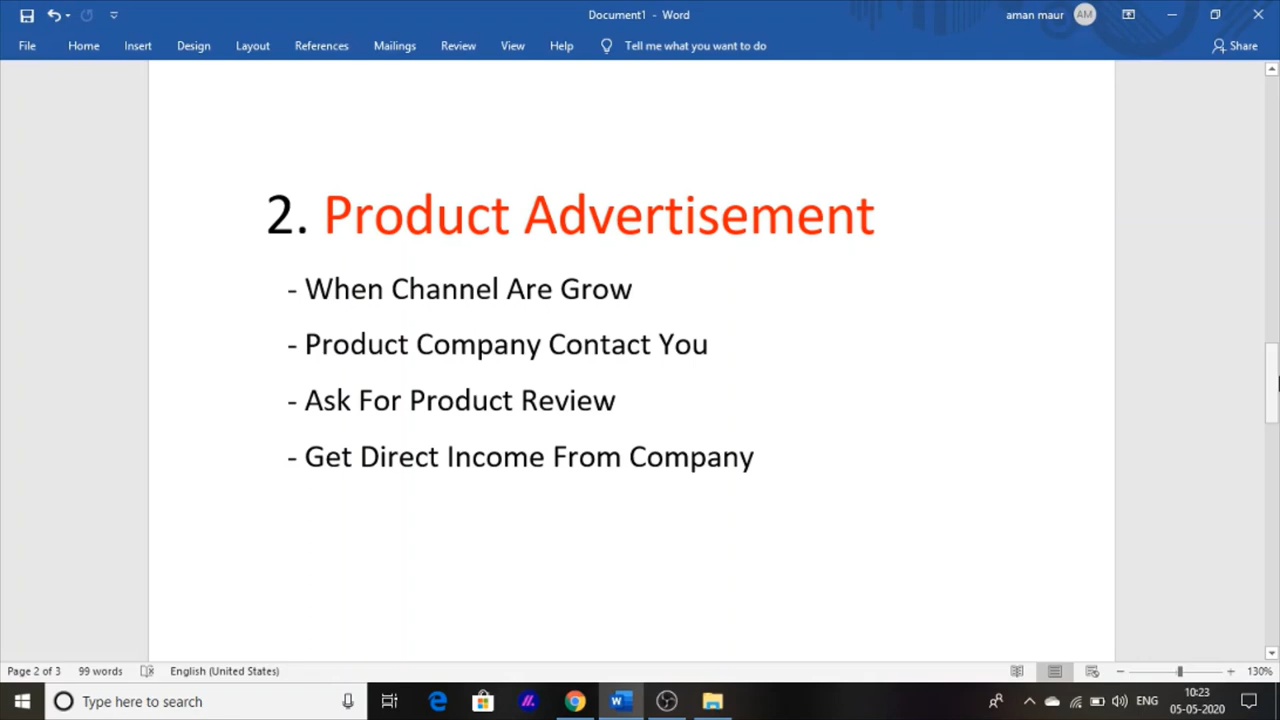 Document1 - Word
aman maur AM
File Home Insert Design Layout References Mailings Review View Help Tell me what you want to do Share
2. Product Advertisement
- When Channel Are Grow
- Product Company Contact You
- Ask For Product Review
- Get Direct Income From Company
Page 2 of 3 99 words English (United States) 130%
Type here to search
ENG
10:23
05-05-2020